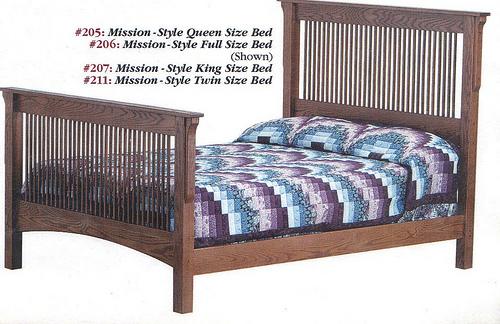 #205: Mission-Style Queen Size Bed
#206: Mission-Style Full Size Bed
(Shown)
#207: Mission-Style King Size Bed
#211: Mission-Style Twin Size Bed